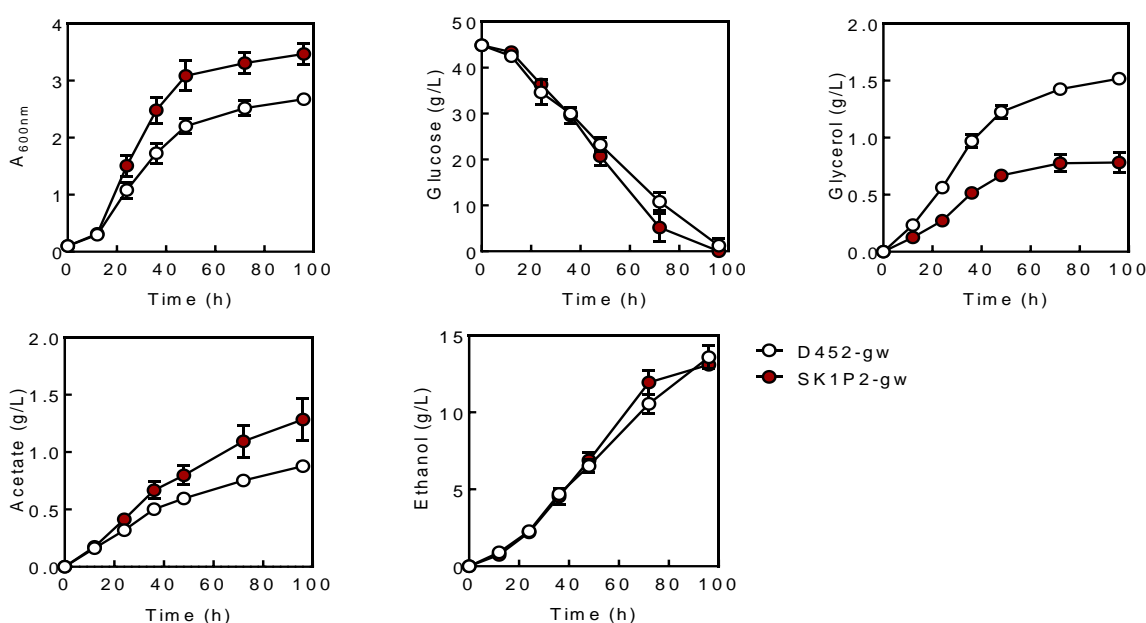 A600nm
4
3
2
1
0
0 20 40 60 80 100
Time (h)
Glucose (g/L)
50
40
30
20
10
0
0 20 40 60 80 100
Time (h)
Glycerol (g/L)
2.0
1.5
1.0
0.5
0.0
0 20 40 60 80 100
Time (h)
Acetate (g/L)
2.0
1.5
1.0
0.5
0.0
0 20 40 60 80 100
Time (h)
Ethanol (g/L)
15
10
5
0
0 20 40 60 80 100
Time (h)
D452-gw
SK1P2-gw